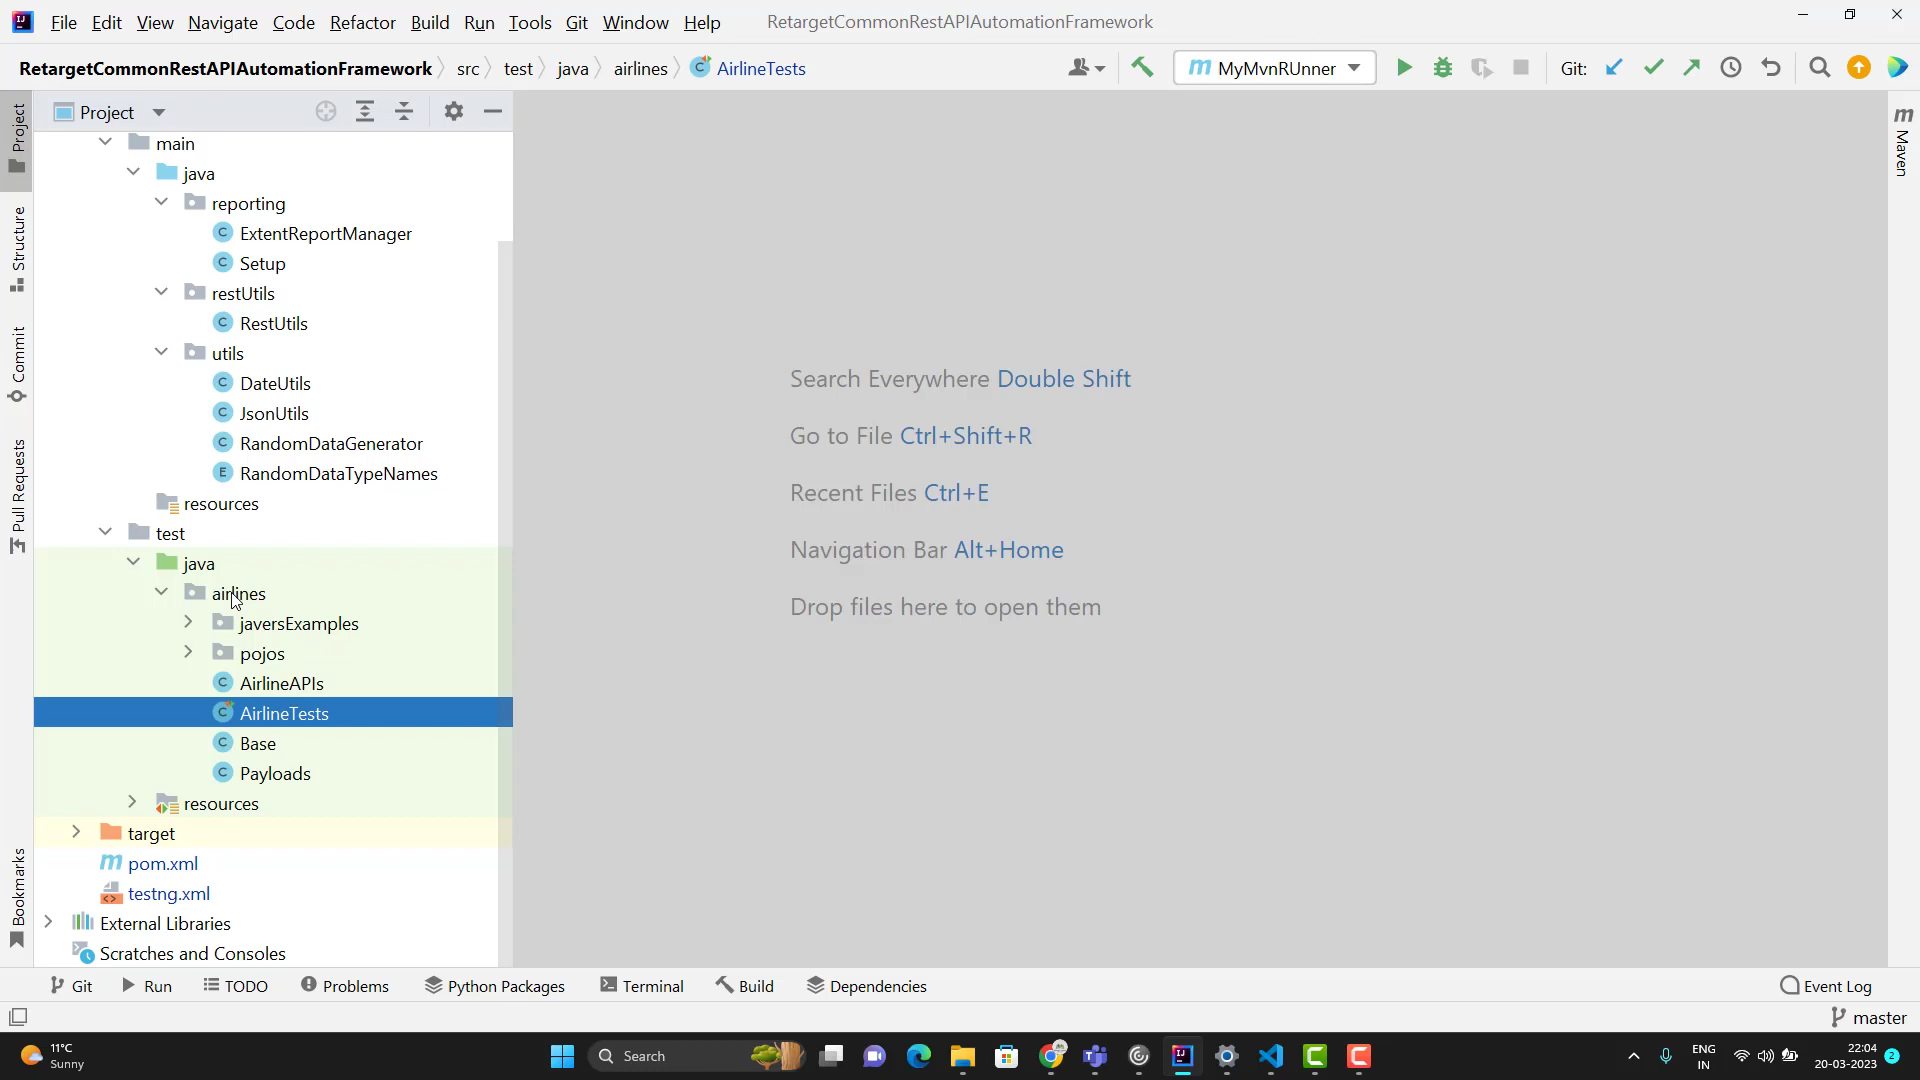 File Edit View Navigate Code Refactor Build Run Tools Git Window Help RetargetCommonRestAPIAutomationFramework
RetargetCommonRestAPIAutomationFramework src test java airlines AirlineTests MyMvnRUnner Git:
Project
Project
Structure
Commit
Pull Requests
Bookmarks
main
java
reporting
ExtentReportManager
Setup
restUtils
RestUtils
utils
DateUtils
JsonUtils
RandomDataGenerator
RandomDataTypeNames
resources
test
java
airlines
javersExamples
pojos
AirlineAPIs
AirlineTests
Base
Payloads
resources
target
pom.xml
testng.xml
External Libraries
Scratches and Consoles
Search Everywhere Double Shift
Go to File Ctrl+Shift+R
Recent Files Ctrl+E
Navigation Bar Alt+Home
Drop files here to open them
Maven
Git Run TODO Problems Python Packages Terminal Build Dependencies Event Log
master
11°C
Sunny
Search
ENG
IN
22:04
20-03-2023
2